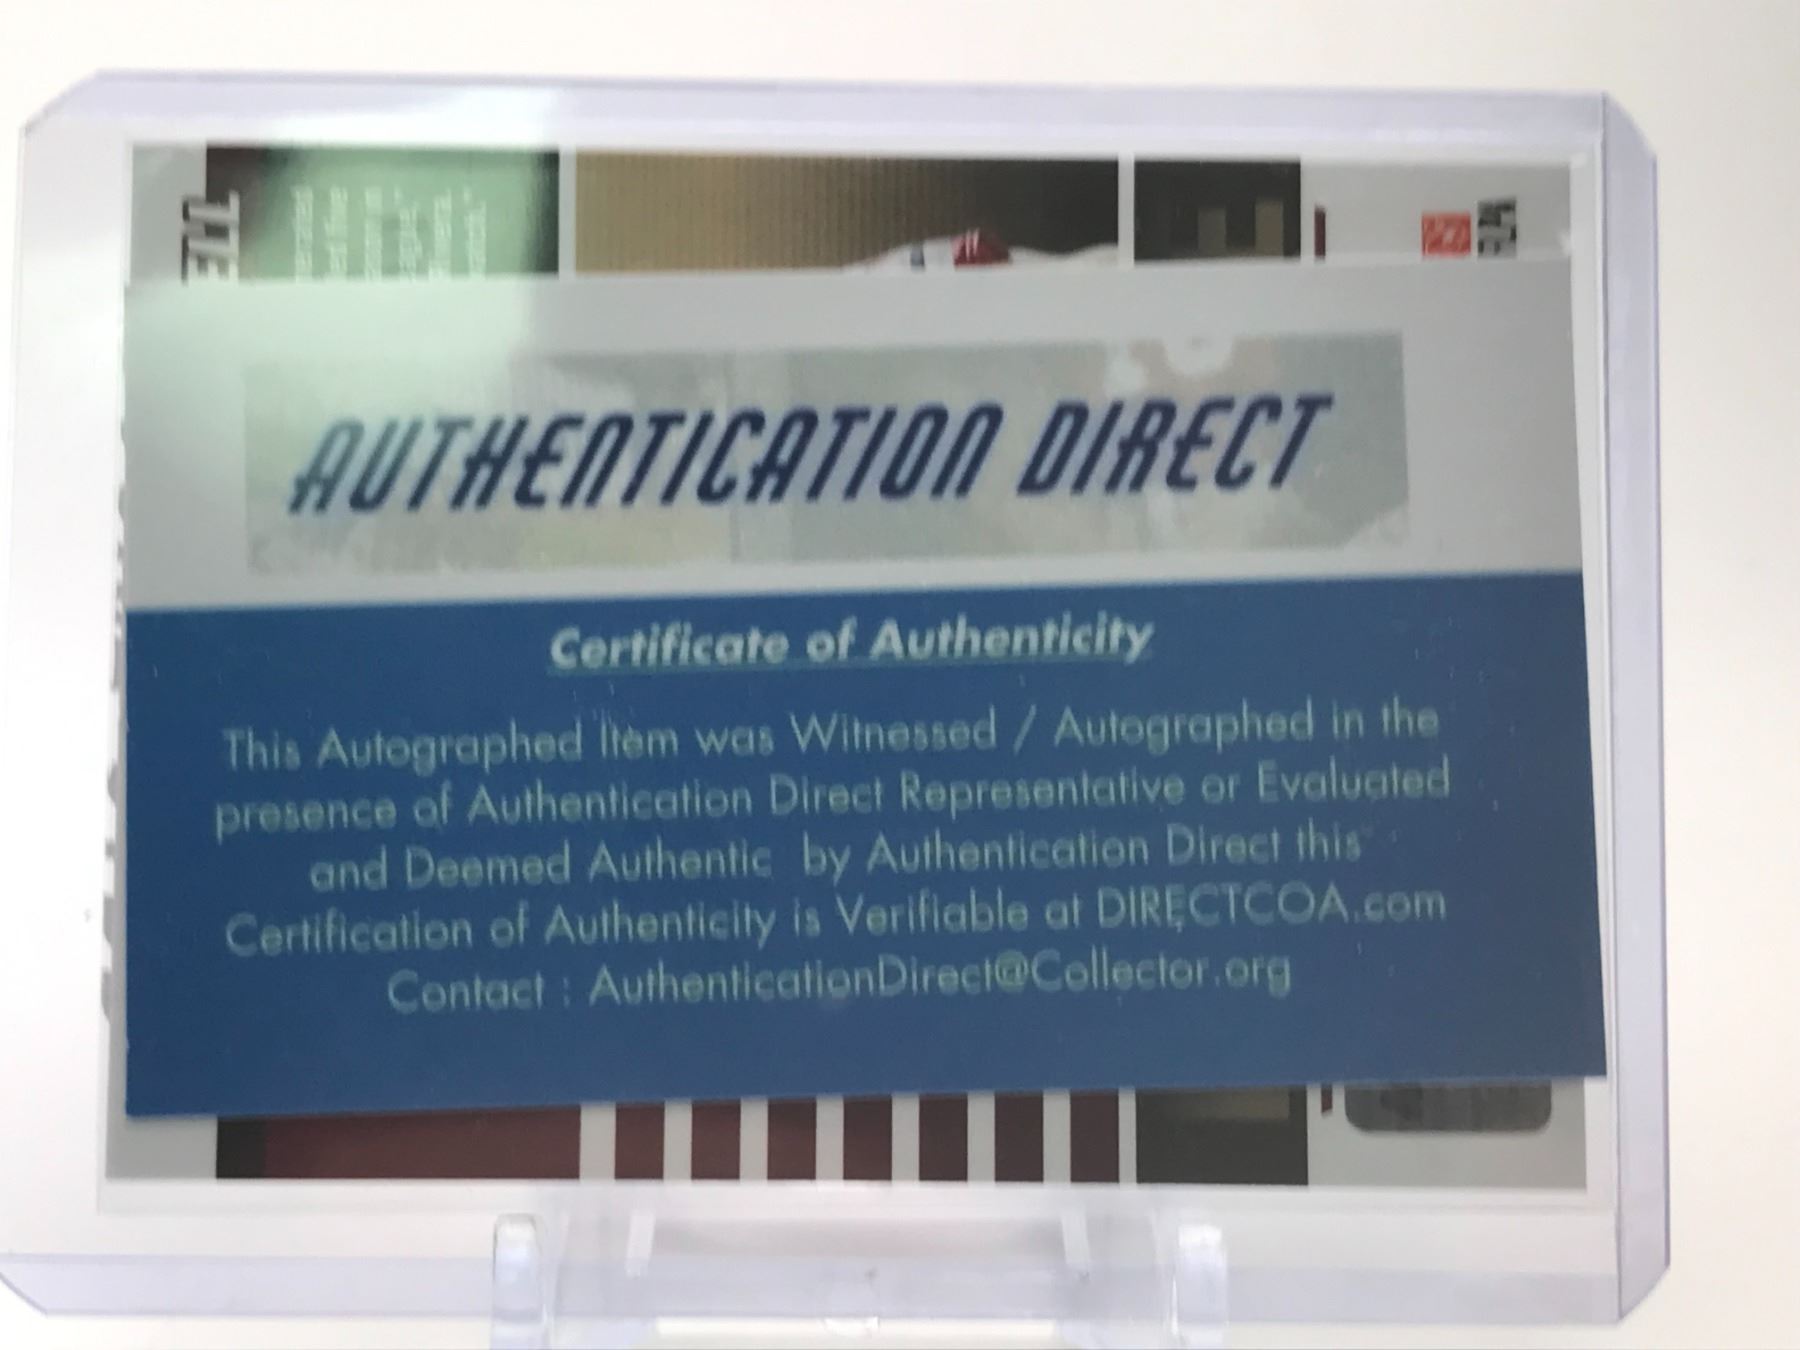 AUTHENTICATION DIRECT
Certificate of Authenticity
This Autographed Item was Witnessed / Autographed in the
presence of Authentication Direct Representative or Evaluated
and Deemed Authentic by Authentication Direct this
Certification of Authenticity is Verifiable at DIRECTCOA.com
Contact : AuthenticationDirect@Collector.org